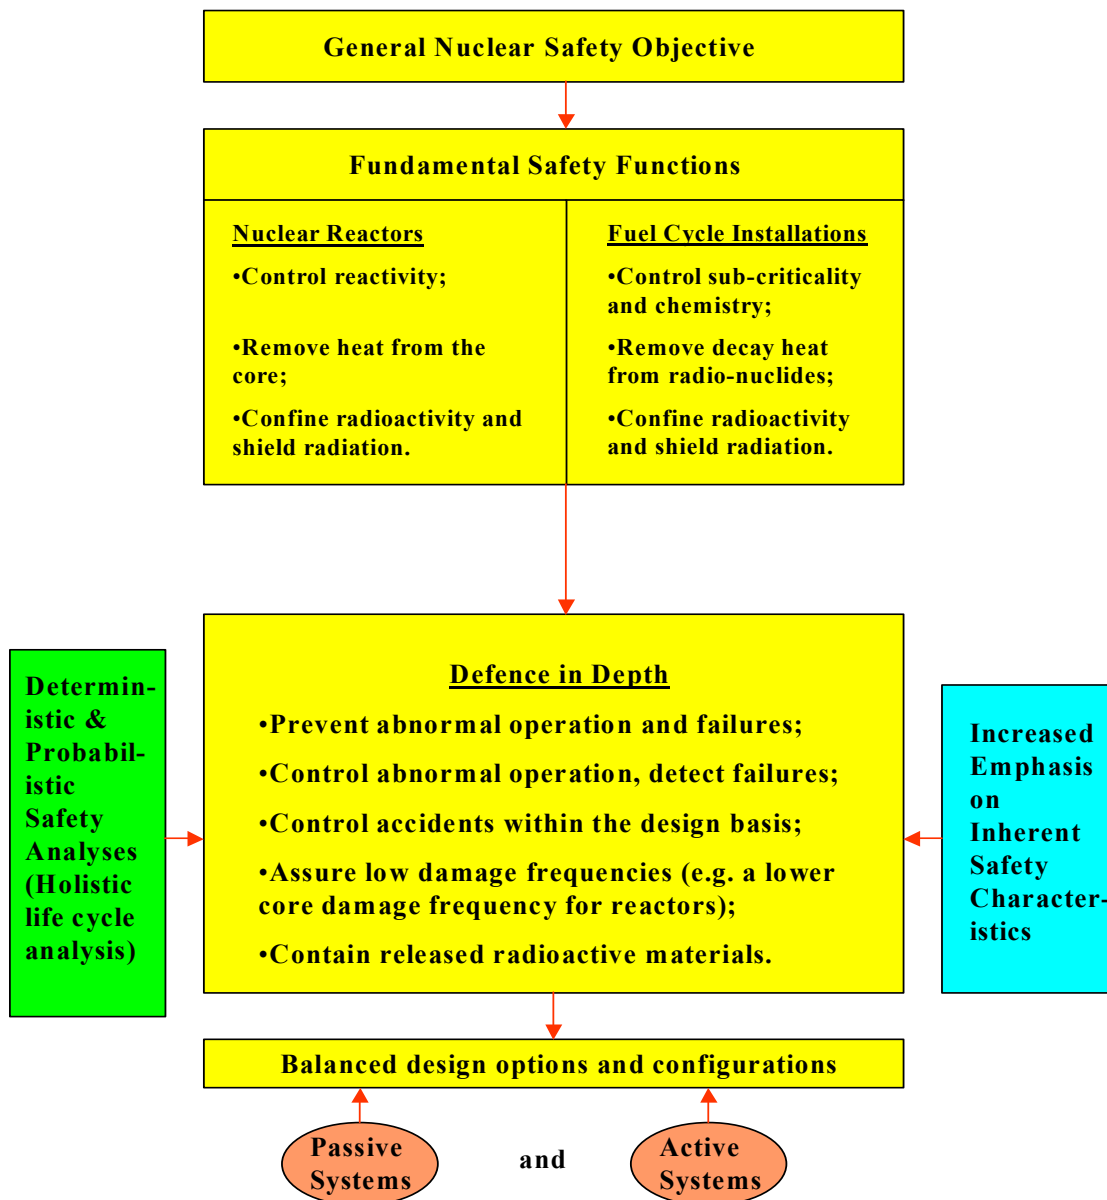 General Nuclear Safety Objective
Fundamental Safety Functions
Nuclear Reactors
•Control reactivity;
•Remove heat from the
core;
•Confine radioactivity and
shield radiation.
Fuel Cycle Installations
•Control sub-criticality
and chemistry;
•Remove decay heat
from radio-nuclides;
•Confine radioactivity
and shield radiation.
Determin-
istic &
Probabil-
istic
Safety
Analyses
(Holistic
life cycle
analysis)
Defence in Depth
•Prevent abnormal operation and failures;
•Control abnormal operation, detect failures;
•Control accidents within the design basis;
•Assure low damage frequencies (e.g. a lower
core damage frequency for reactors);
•Contain released radioactive materials.
Increased
Emphasis
on
Inherent
Safety
Character-
istics
Balanced design options and configurations
Passive
Systems
and
Active
Systems